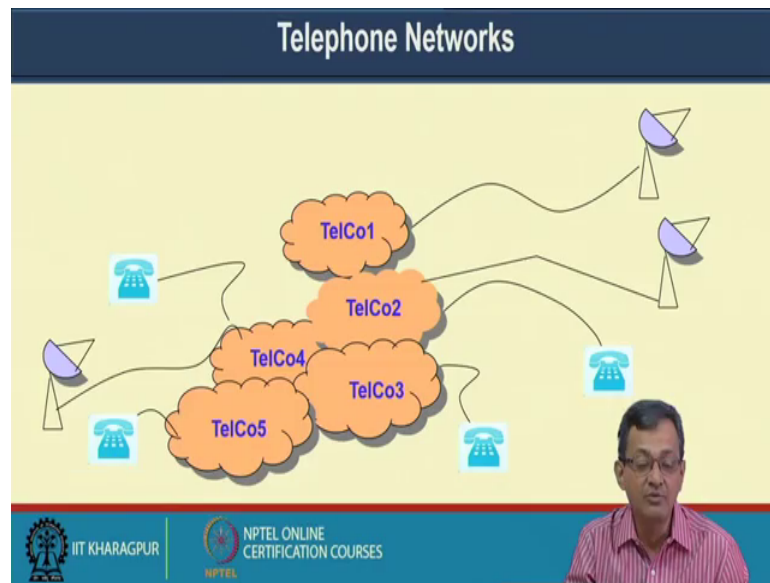 Telephone Networks
TelCo1
TelCo2
TelCo4
TelCo3
TelCo5
IIT KHARAGPUR
NPTEL
NPTEL ONLINE
CERTIFICATION COURSES